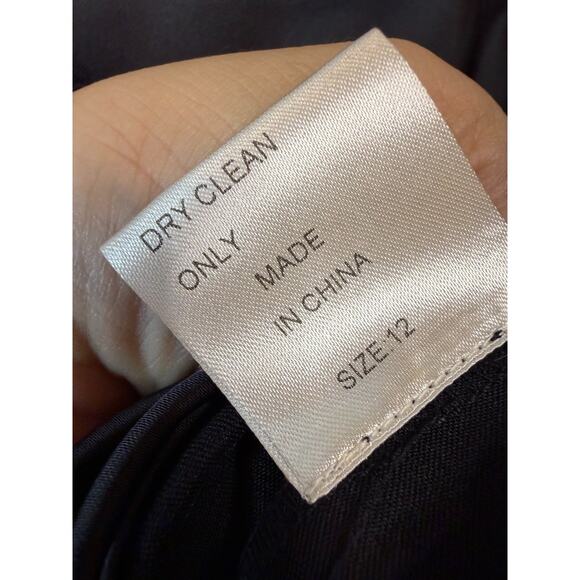 DRY CLEAN
ONLY
MADE
IN CHINA
SIZE:12